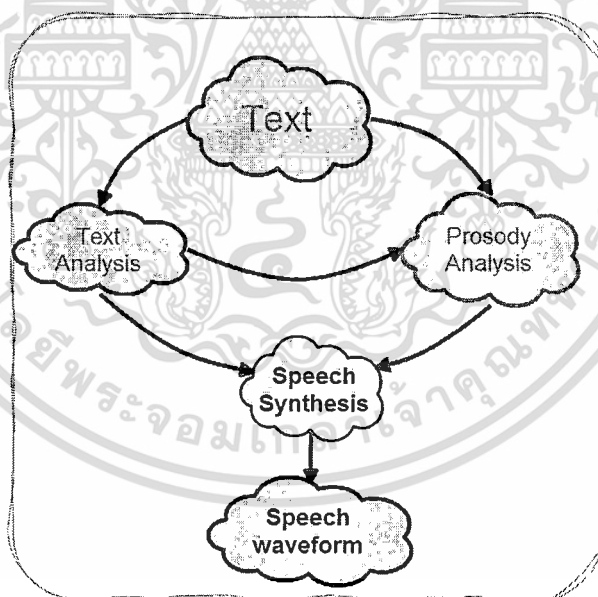 Text
Text
Analysis
Prosody
Analysis
Speech
Synthesis
Speech
waveform